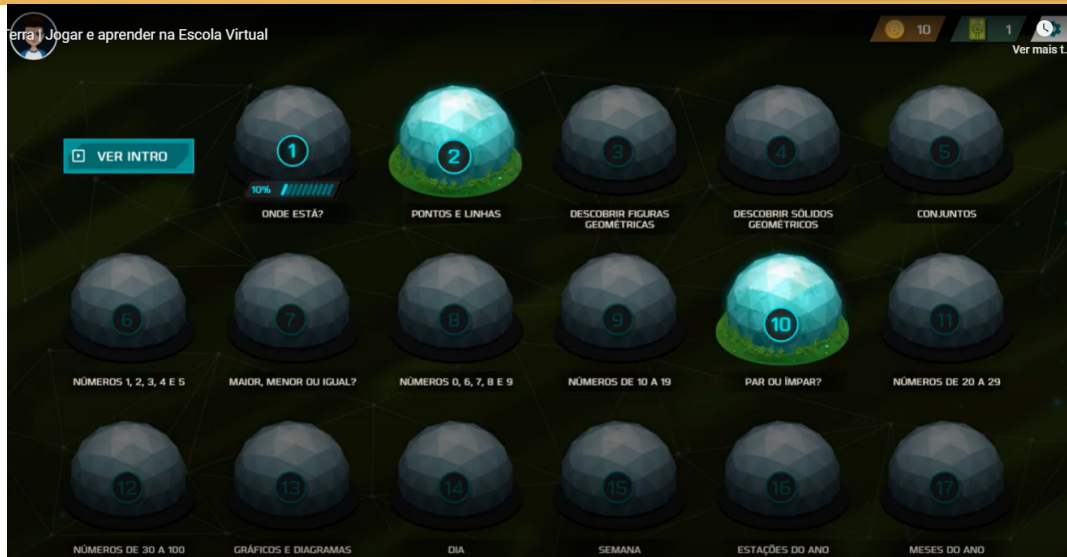 Terra | Jogar e aprender na Escola Virtual
10
1
Ver mais t...
VER INTRO
1
2
3
4
5
10%
ONDE ESTÁ?
PONTOS E LINHAS
DESCOBRIR FIGURAS
GEOMÉTRICAS
DESCOBRIR SÓLIDOS
GEOMÉTRICOS
CONJUNTOS
6
7
8
9
10
11
NÚMEROS 1, 2, 3, 4 E 5
MAIOR, MENOR OU IGUAL?
NÚMEROS 0, 6, 7, 8 E 9
NÚMEROS DE 10 A 19
PAR OU ÍMPAR?
NÚMEROS DE 20 A 29
12
13
14
15
16
17
NÚMEROS DE 30 A 100
GRÁFICOS E DIAGRAMAS
DIA
SEMANA
ESTAÇÕES DO ANO
MESES DO ANO